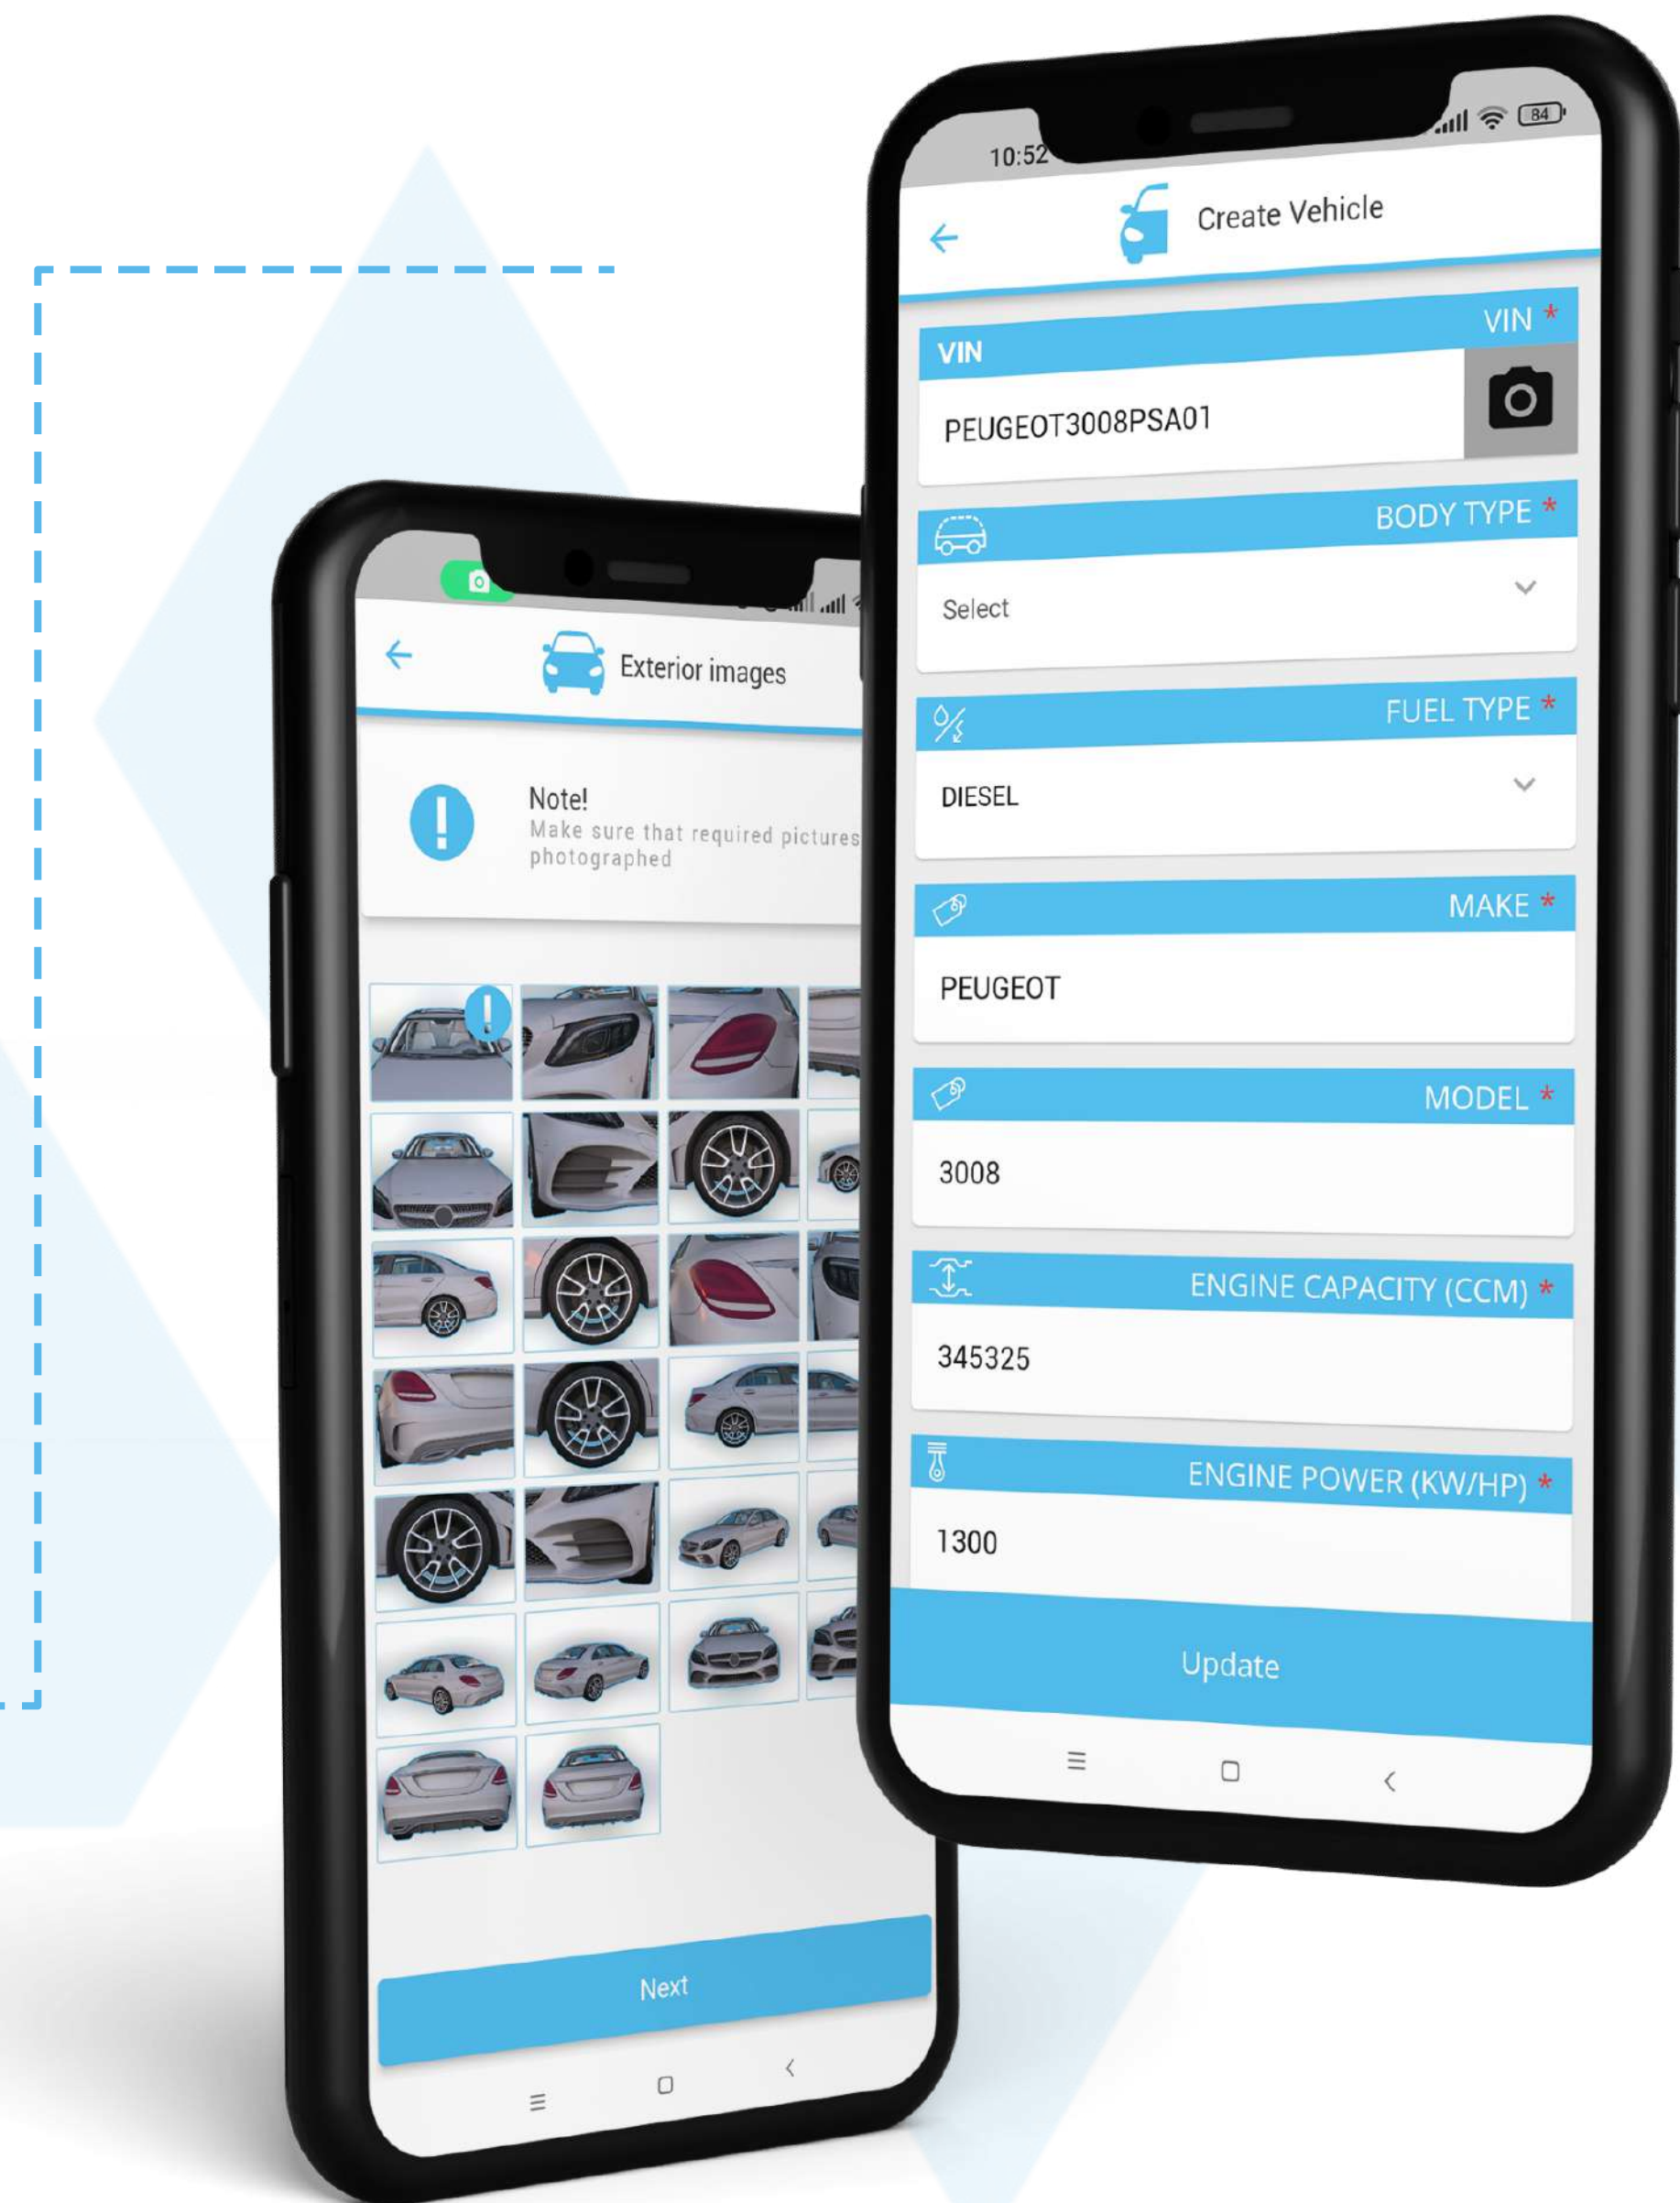 10:52
84
Create Vehicle
VIN
VIN *
PEUGEOT3008PSA01
BODY TYPE *
Select
FUEL TYPE *
DIESEL
MAKE *
PEUGEOT
MODEL *
3008
ENGINE CAPACITY (CCM) *
345325
ENGINE POWER (KW/HP) *
1300
Update
Exterior images
Note!
Make sure that required pictures
photographed
Next